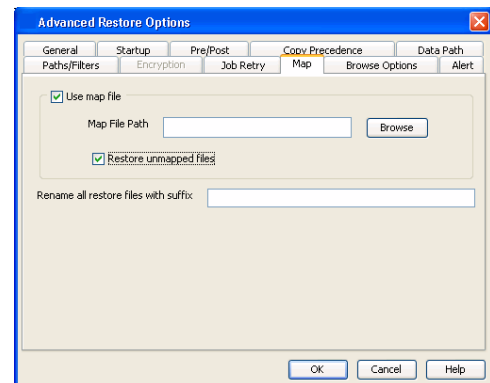 Advanced Restore Options
General Startup Pre/Post Copy Precedence Data Path
Paths/Filters Encryption Job Retry Map Browse Options Alert
Use map file
Map File Path Browse
Restore unmapped files
Rename all restore files with suffix
OK Cancel Help